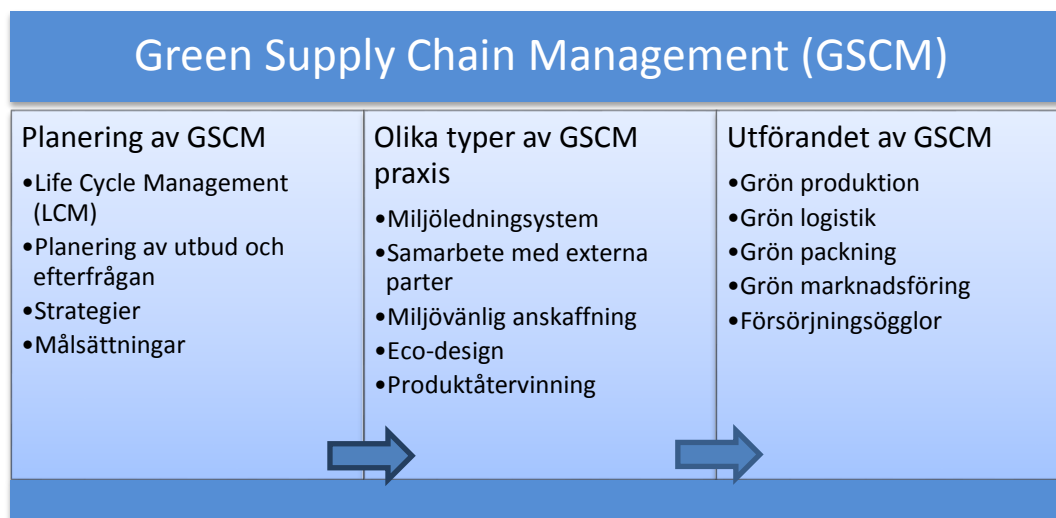 Green Supply Chain Management (GSCM)
Planering av GSCM
•Life Cycle Management
(LCM)
•Planering av utbud och
efterfrågan
•Strategier
•Målsättningar
Olika typer av GSCM
praxis
•Miljöledningsystem
•Samarbete med externa
parter
•Miljövänlig anskaffning
•Eco-design
•Produktåtervinning
Utförandet av GSCM
•Grön produktion
•Grön logistik
•Grön packning
•Grön marknadsföring
•Försörjningsögglor